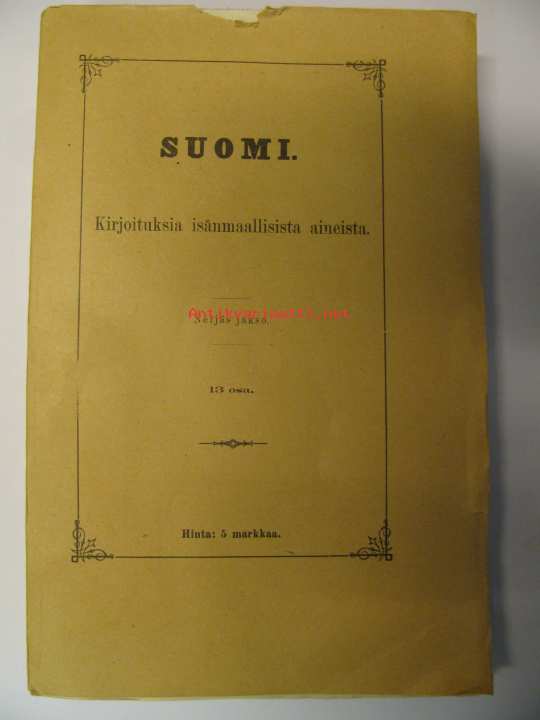 SUOMI.
Kirjoituksia isänmaallisista aineista.
Antikvariaatti.net
Neljäs jakso.
13 osa.
Hinta: 5 markkaa.